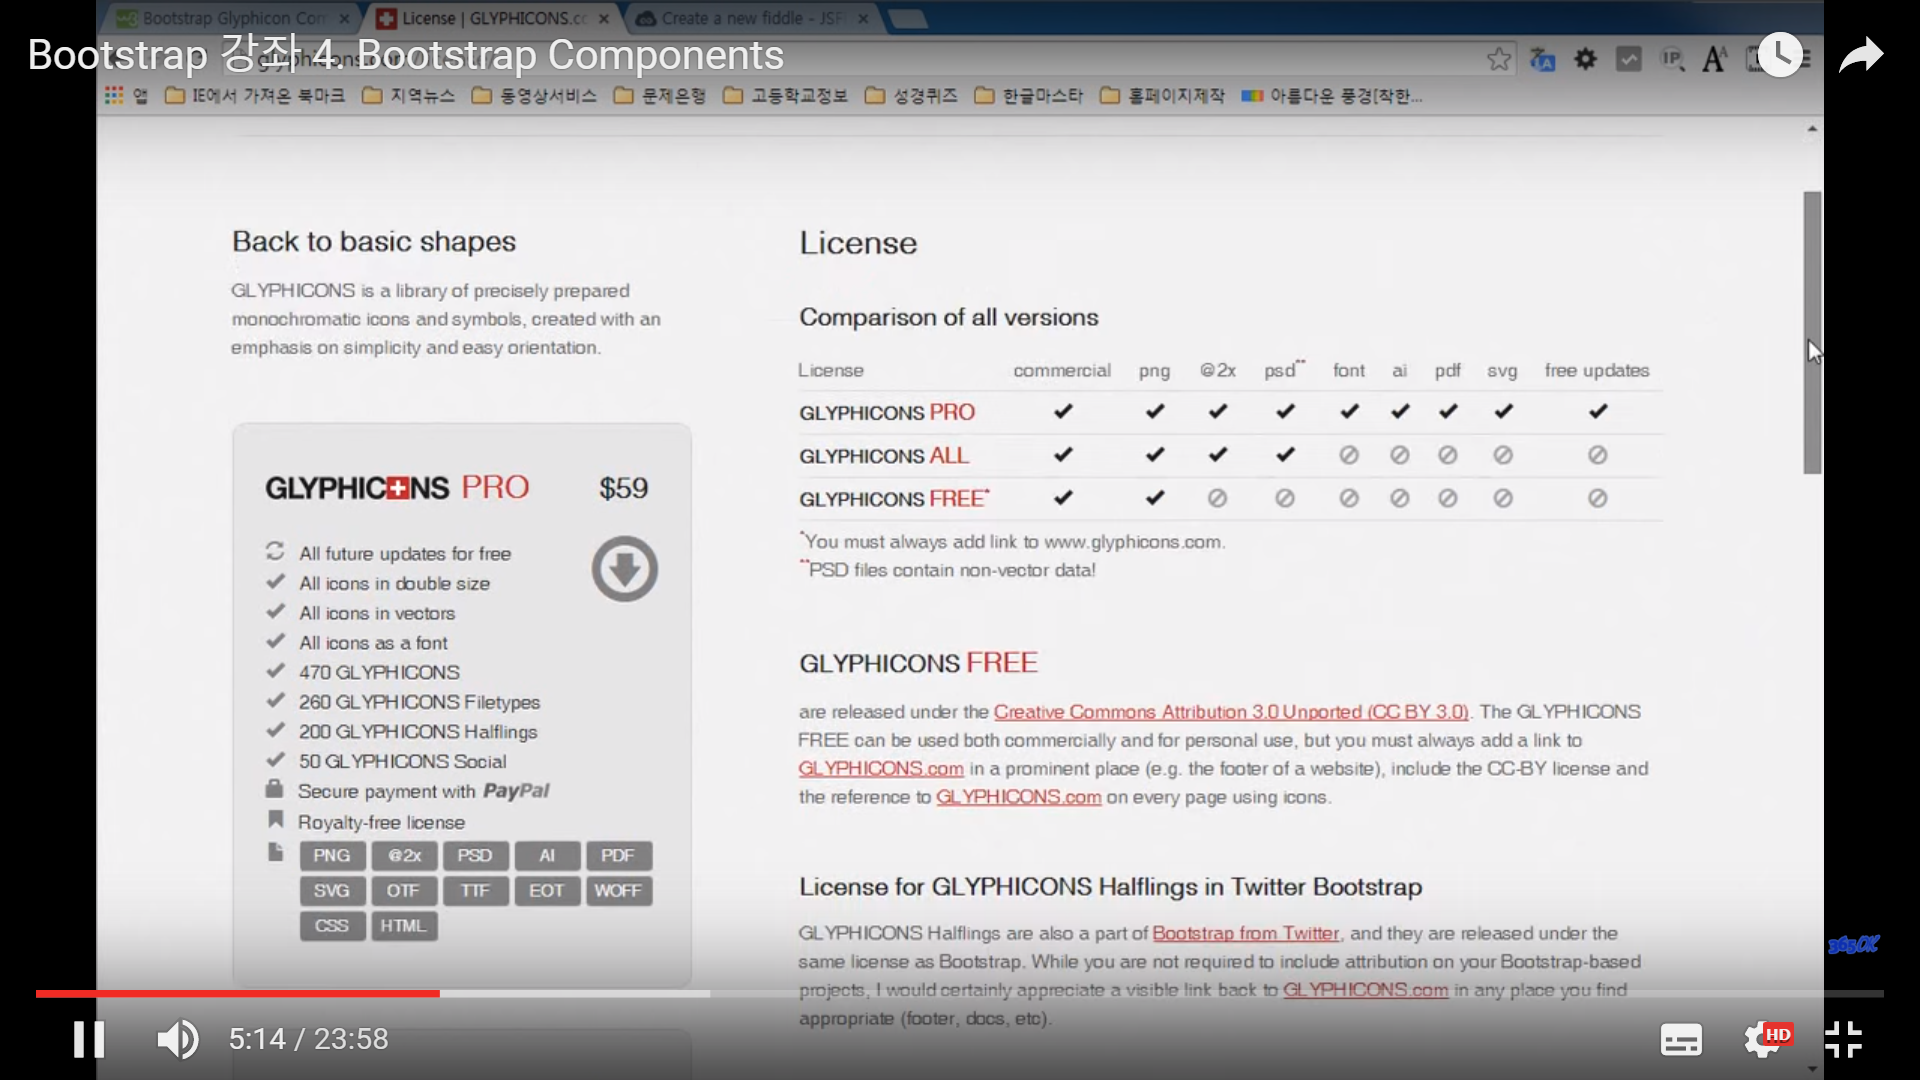 Bootstrap Glyphicon Com
License | GLYPHICONS.co
Create a new fiddle - JSF
Bootstrap 강좌 4. Bootstrap Components
앱 IE에서 가져온 북마크 지역뉴스 동영상서비스 문제은행 고등학교정보 성경퀴즈 한글마스타 홈페이지제작 아름다운 풍경[착한...
Back to basic shapes
GLYPHICONS is a library of precisely prepared
monochromatic icons and symbols, created with an
emphasis on simplicity and easy orientation.
GLYPHICONS PRO $59
All future updates for free
All icons in double size
All icons in vectors
All icons as a font
470 GLYPHICONS
260 GLYPHICONS Filetypes
200 GLYPHICONS Halflings
50 GLYPHICONS Social
Secure payment with PayPal
Royalty-free license
PNG @2x PSD AI PDF
SVG OTF TTF EOT WOFF
CSS HTML
License
Comparison of all versions
License commercial png @2x psd** font ai pdf svg free updates
GLYPHICONS PRO
GLYPHICONS ALL
GLYPHICONS FREE*
*You must always add link to www.glyphicons.com.
**PSD files contain non-vector data!
GLYPHICONS FREE
are released under the Creative Commons Attribution 3.0 Unported (CC BY 3.0). The GLYPHICONS
FREE can be used both commercially and for personal use, but you must always add a link to
GLYPHICONS.com in a prominent place (e.g. the footer of a website), include the CC-BY license and
the reference to GLYPHICONS.com on every page using icons.
License for GLYPHICONS Halflings in Twitter Bootstrap
GLYPHICONS Halflings are also a part of Bootstrap from Twitter, and they are released under the
same license as Bootstrap. While you are not required to include attribution on your Bootstrap-based
projects, I would certainly appreciate a visible link back to GLYPHICONS.com in any place you find
appropriate (footer, docs, etc).
365OK
5:14 / 23:58
HD